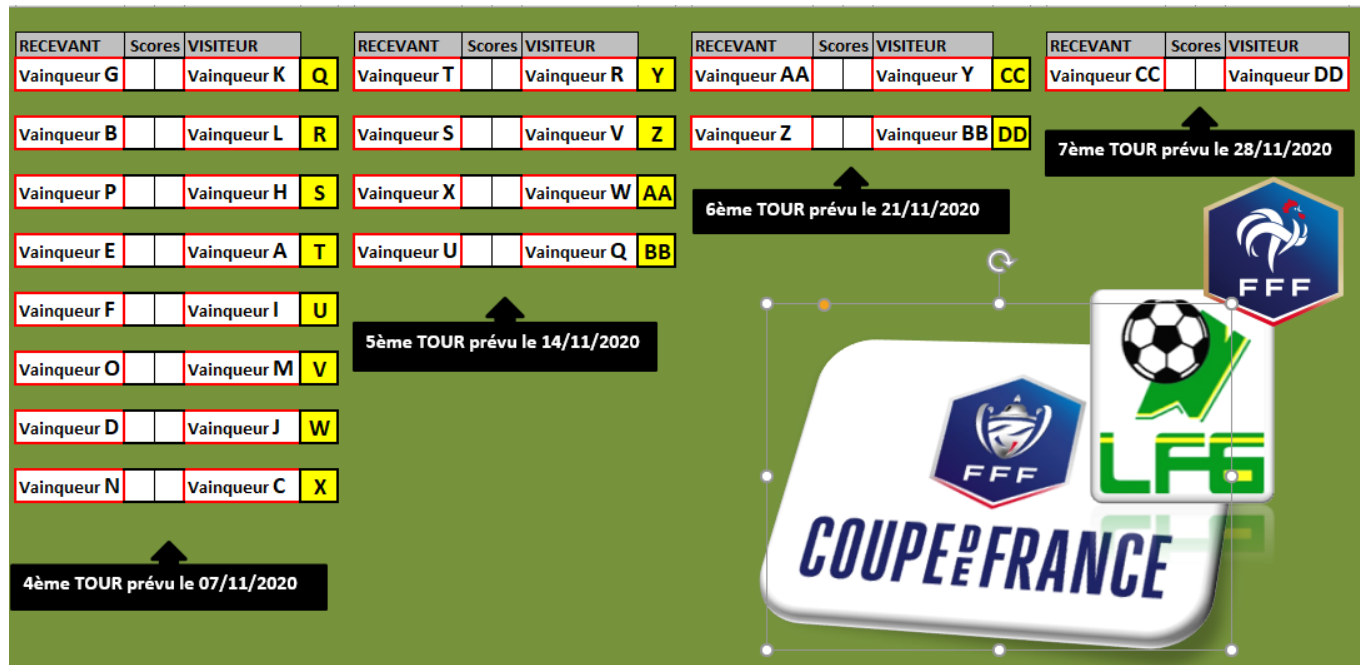 RECEVANT Scores VISITEUR
Vainqueur G Vainqueur K Q
Vainqueur B Vainqueur L R
Vainqueur P Vainqueur H S
Vainqueur E Vainqueur A T
Vainqueur F Vainqueur I U
Vainqueur O Vainqueur M V
Vainqueur D Vainqueur J W
Vainqueur N Vainqueur C X
4ème TOUR prévu le 07/11/2020
RECEVANT Scores VISITEUR
Vainqueur T Vainqueur R Y
Vainqueur S Vainqueur V Z
Vainqueur X Vainqueur W AA
Vainqueur U Vainqueur Q BB
5ème TOUR prévu le 14/11/2020
RECEVANT Scores VISITEUR
Vainqueur AA Vainqueur Y CC
Vainqueur Z Vainqueur BB DD
6ème TOUR prévu le 21/11/2020
RECEVANT Scores VISITEUR
Vainqueur CC Vainqueur DD
7ème TOUR prévu le 28/11/2020
FFF
LFG
FFF
COUPE DE FRANCE